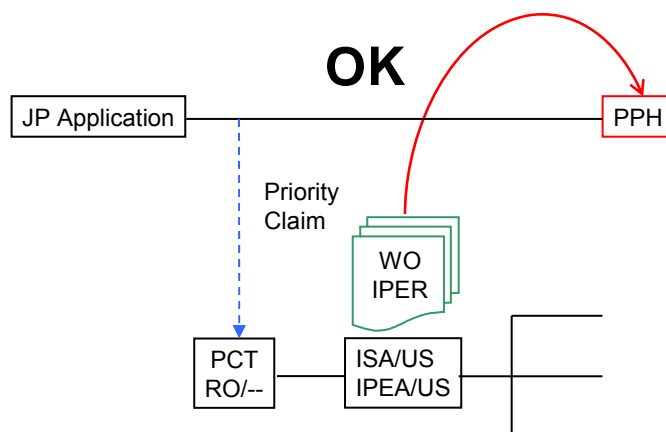 OK
JP Application
PPH
Priority
Claim
WO
IPER
PCT
RO/--
ISA/US
IPEA/US